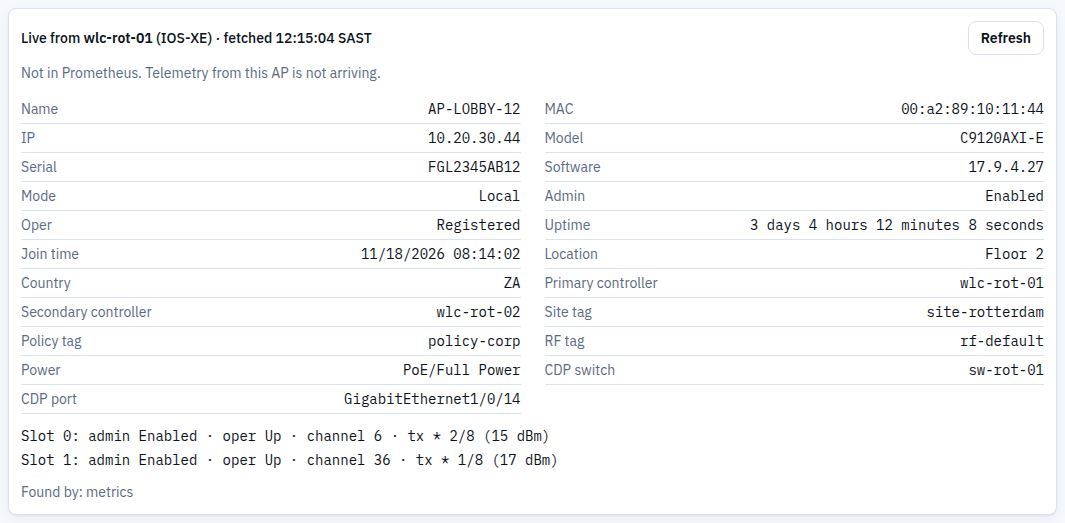 Live from wlc-rot-01 (IOS-XE) · fetched 12:15:04 SAST
Refresh
Not in Prometheus. Telemetry from this AP is not arriving.
Name AP-LOBBY-12 MAC 00:a2:89:10:11:44
IP 10.20.30.44 Model C9120AXI-E
Serial FGL2345AB12 Software 17.9.4.27
Mode Local Admin Enabled
Oper Registered Uptime 3 days 4 hours 12 minutes 8 seconds
Join time 11/18/2026 08:14:02 Location Floor 2
Country ZA Primary controller wlc-rot-01
Secondary controller wlc-rot-02 Site tag site-rotterdam
Policy tag policy-corp RF tag rf-default
Power PoE/Full Power CDP switch sw-rot-01
CDP port GigabitEthernet1/0/14
Slot 0: admin Enabled · oper Up · channel 6 · tx * 2/8 (15 dBm)
Slot 1: admin Enabled · oper Up · channel 36 · tx * 1/8 (17 dBm)
Found by: metrics